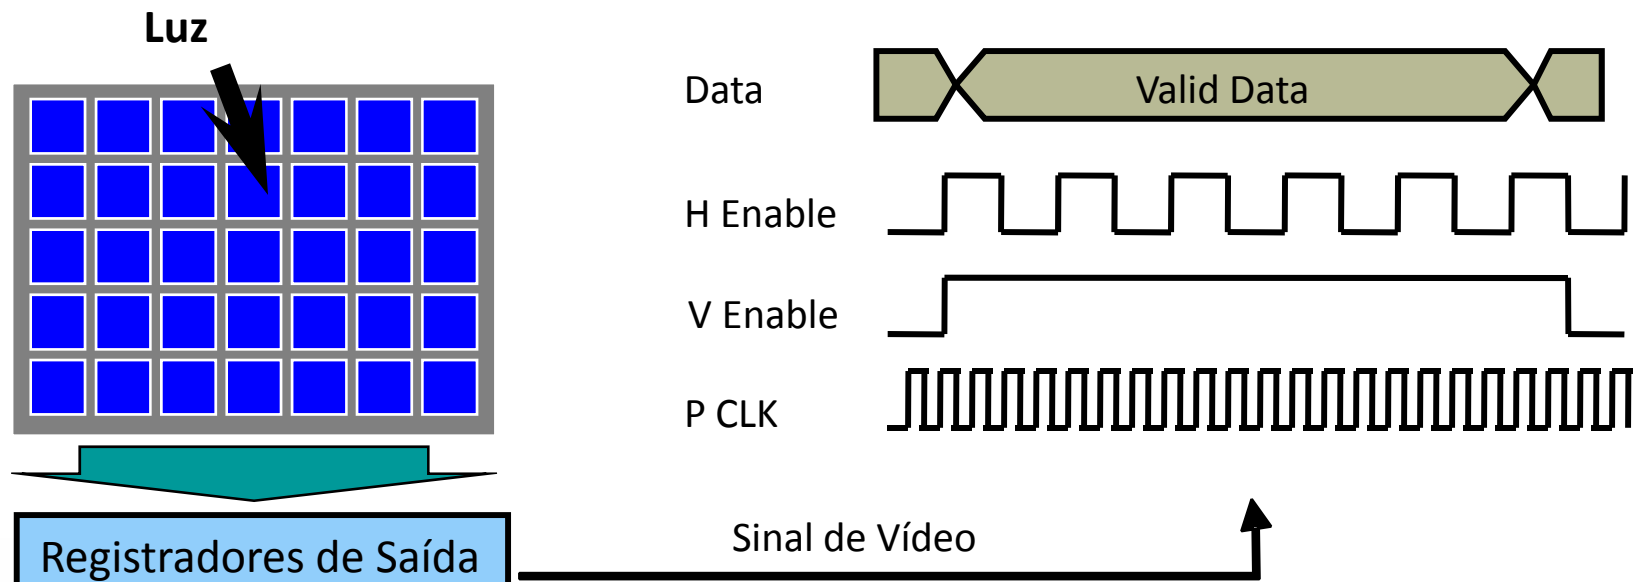 Luz
Data
Valid Data
H Enable
V Enable
P CLK
Sinal de Vídeo
Registradores de Saída